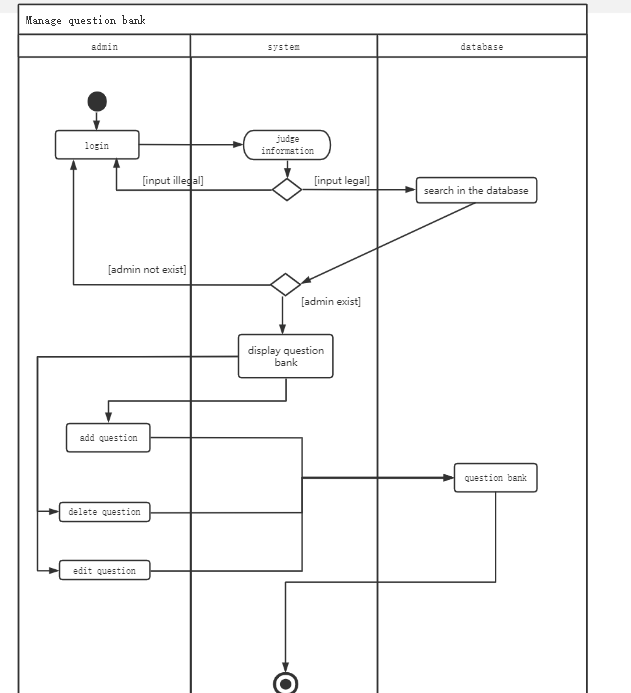 Manage question bank
admin
system
database
login
judge
information
[input illegal]
[input legal]
search in the database
[admin not exist]
[admin exist]
display question
bank
add question
question bank
delete question
edit question